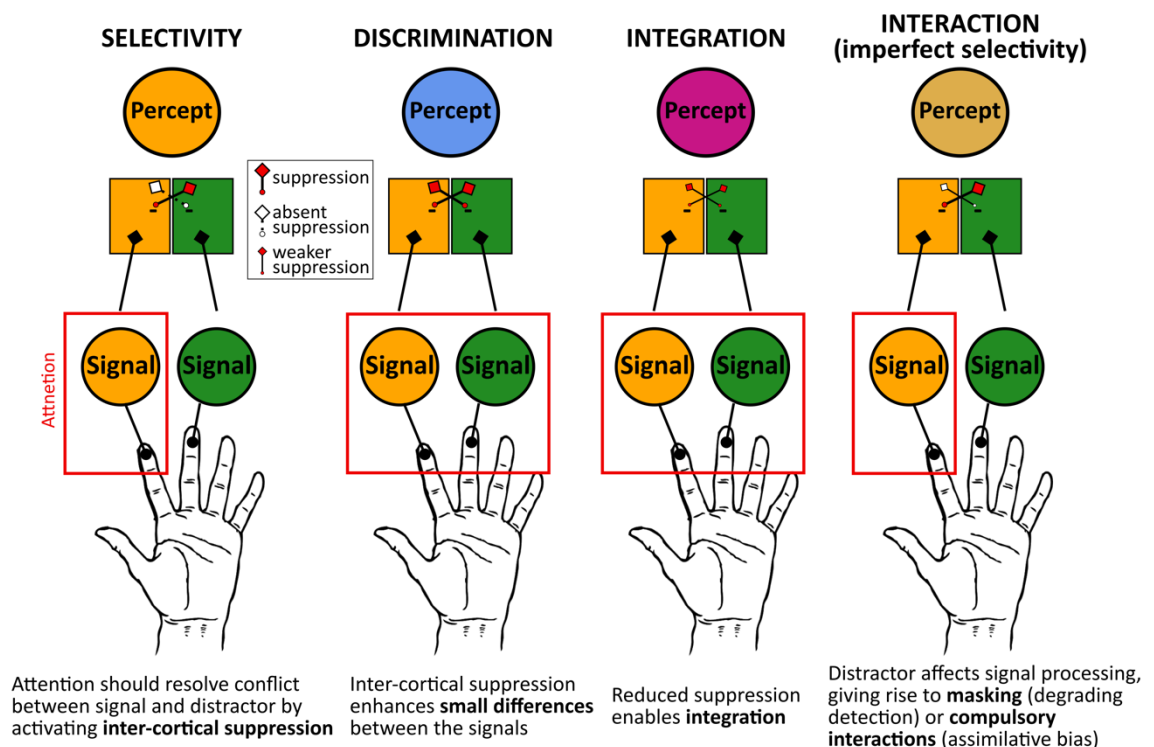 SELECTIVITY
DISCRIMINATION
INTEGRATION
INTERACTION
(imperfect selectivity)
Percept
Percept
Percept
Percept
suppression
absent
suppression
weaker
suppression
Attnetion
Signal
Signal
Signal
Signal
Signal
Signal
Signal
Signal
Attention should resolve conflict
between signal and distractor by
activating inter-cortical suppression
Inter-cortical suppression
enhances small differences
between the signals
Reduced suppression
enables integration
Distractor affects signal processing,
giving rise to masking (degrading
detection) or compulsory
interactions (assimilative bias)